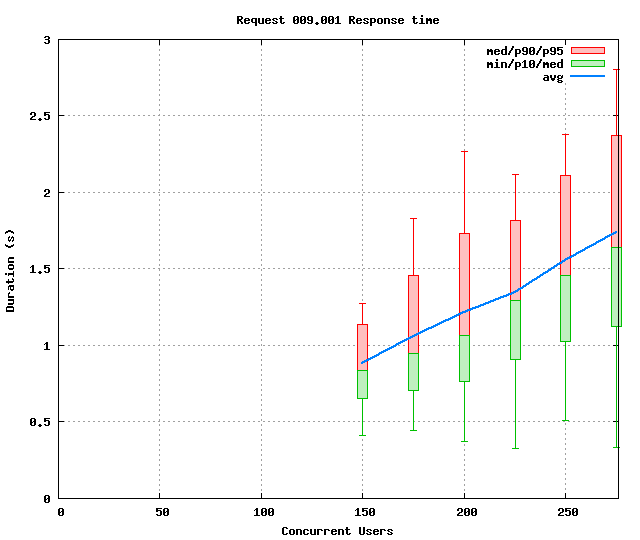 Request 009.001 Response time
med/p90/p95
min/p10/med
avg
3
2.5
2
1.5
1
0.5
0
Duration (s)
0 50 100 150 200 250
Concurrent Users